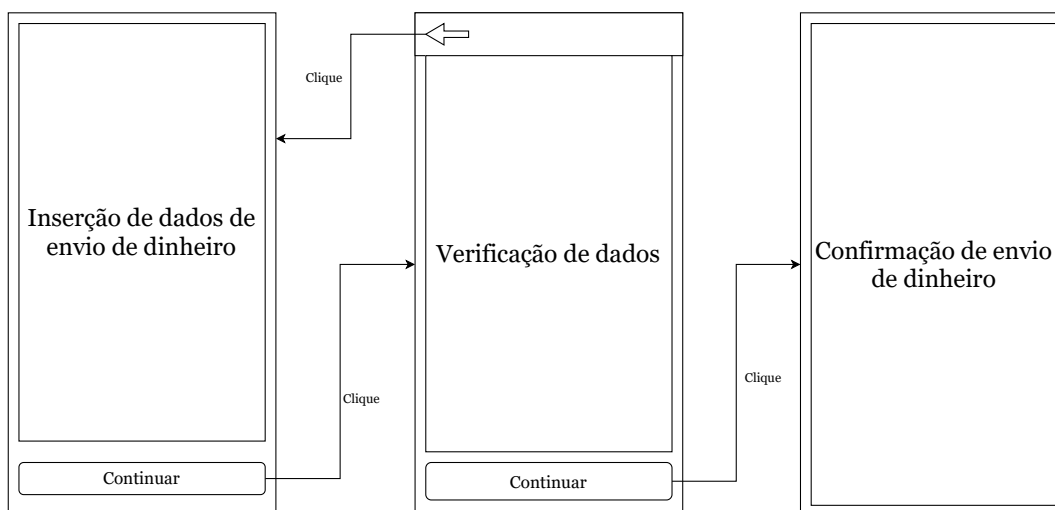 Clique
Inserção de dados de
envio de dinheiro
Verificação de dados
Confirmação de envio
de dinheiro
Clique
Clique
Continuar
Continuar